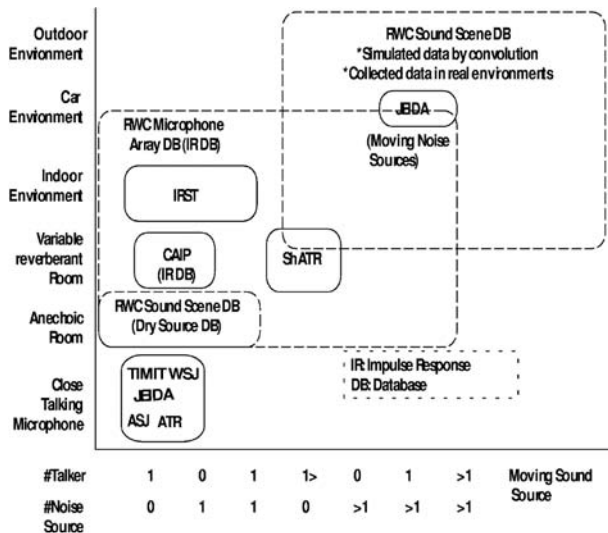 Outdoor
Envionment
Car
Envionment
Indoor
Envionment
Variable
reverberant
Room
Anechoic
Room
Close
Talking
Microphone
RWC Sound Scene DB
*Simulated data by convolution
*Collected data in real environments
JEIDA
(Moving Noise
Sources)
RWC Microphone
Array DB (IR DB)
IRST
CAIP
(IR DB)
ShATR
RWC Sound Scene DB
(Dry Source DB)
TIMIT WSJ
JEIDA
ASJ ATR
IR: Impulse Response
DB: Database
#Talker 1 0 1 1> 0 1 >1 Moving Sound
Source
#Noise 0 1 1 0 >1 >1 >1
Source